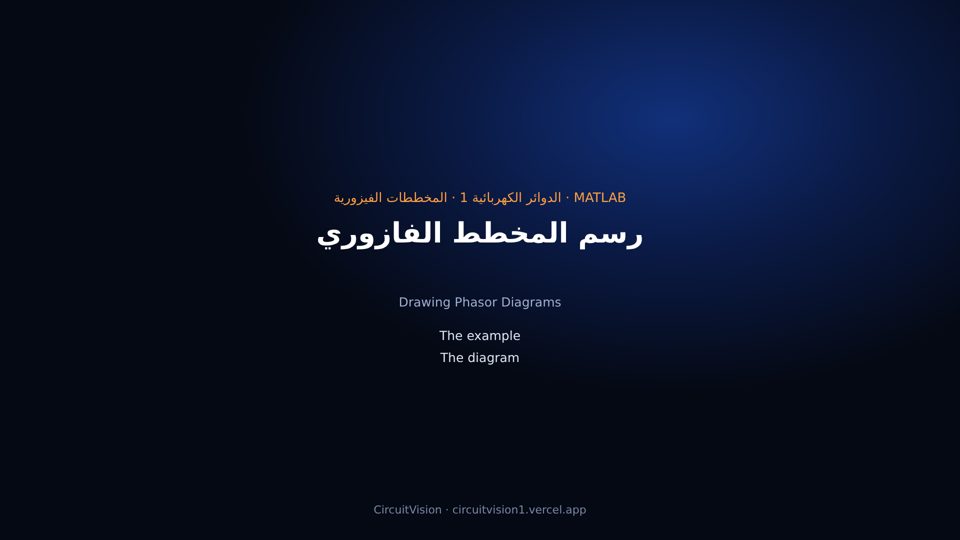 MATLAB · الدوائر الكهربائية 1 · المخططات الفيزورية
رسم المخطط الفازوري
Drawing Phasor Diagrams
The example
The diagram
CircuitVision · circuitvision1.vercel.app